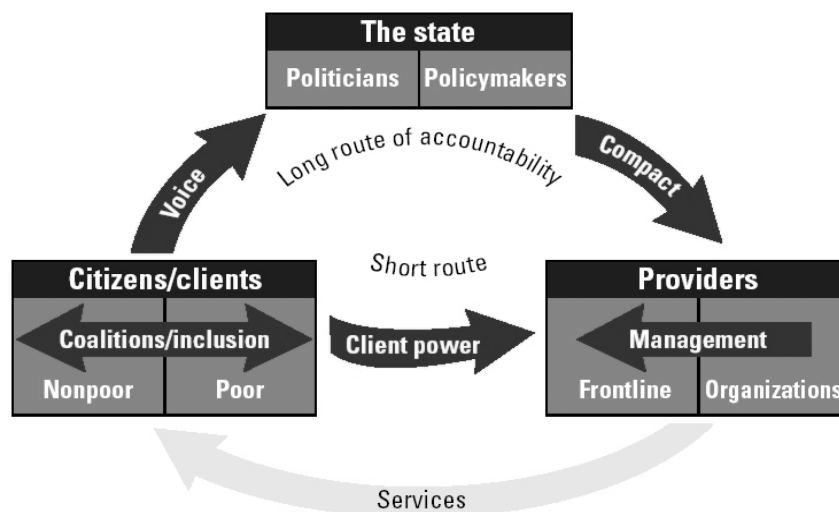 The state
Politicians
Policymakers
Long route of accountability
Voice
Compact
Short route
Citizens/clients
Coalitions/inclusion
Nonpoor
Poor
Client power
Providers
Management
Frontline
Organizations
Services